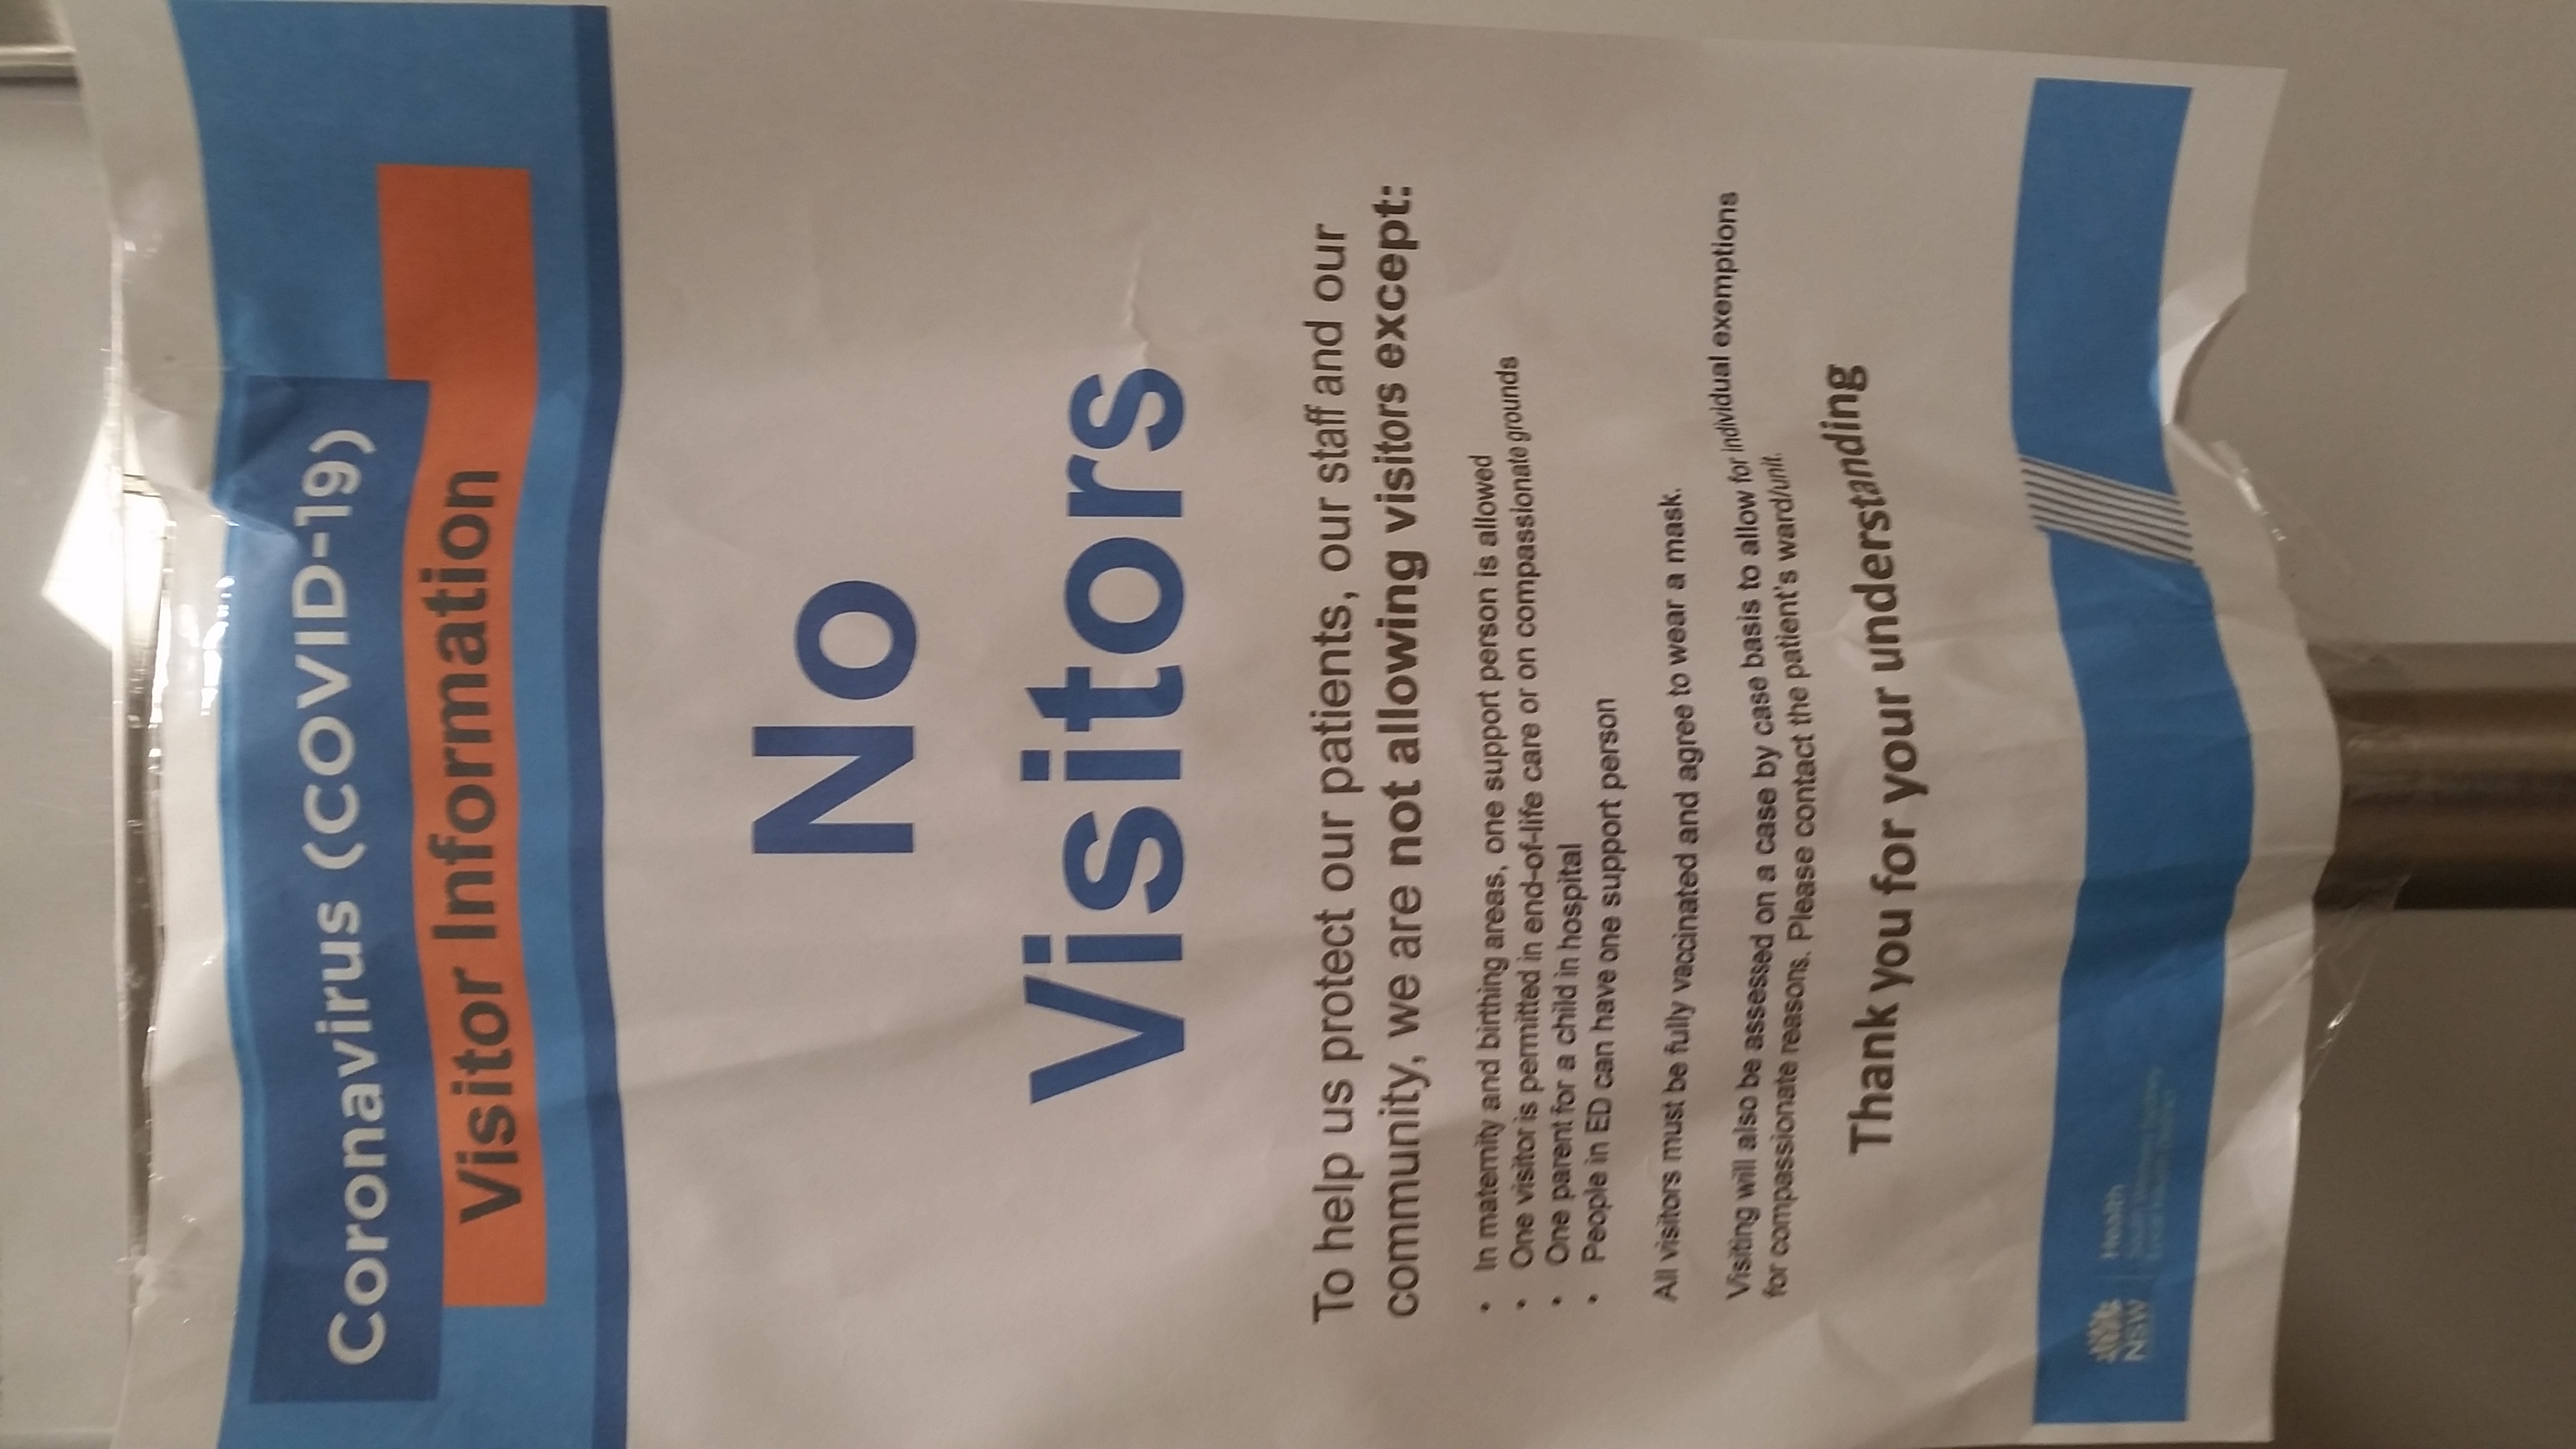 Coronavirus (COVID-19)
Visitor Information
No
Visitors
To help us protect our patients, our staff and our
community, we are not allowing visitors except:
• In maternity and birthing areas, one support person is allowed
• One visitor is permitted in end-of-life care or on compassionate grounds
• One parent for a child in hospital
• People in ED can have one support person
All visitors must be fully vaccinated and agree to wear a mask.
Visiting will also be assessed on a case by case basis to allow for individual exemptions
for compassionate reasons. Please contact the patient's ward/unit.
Thank you for your understanding
NSW
Health